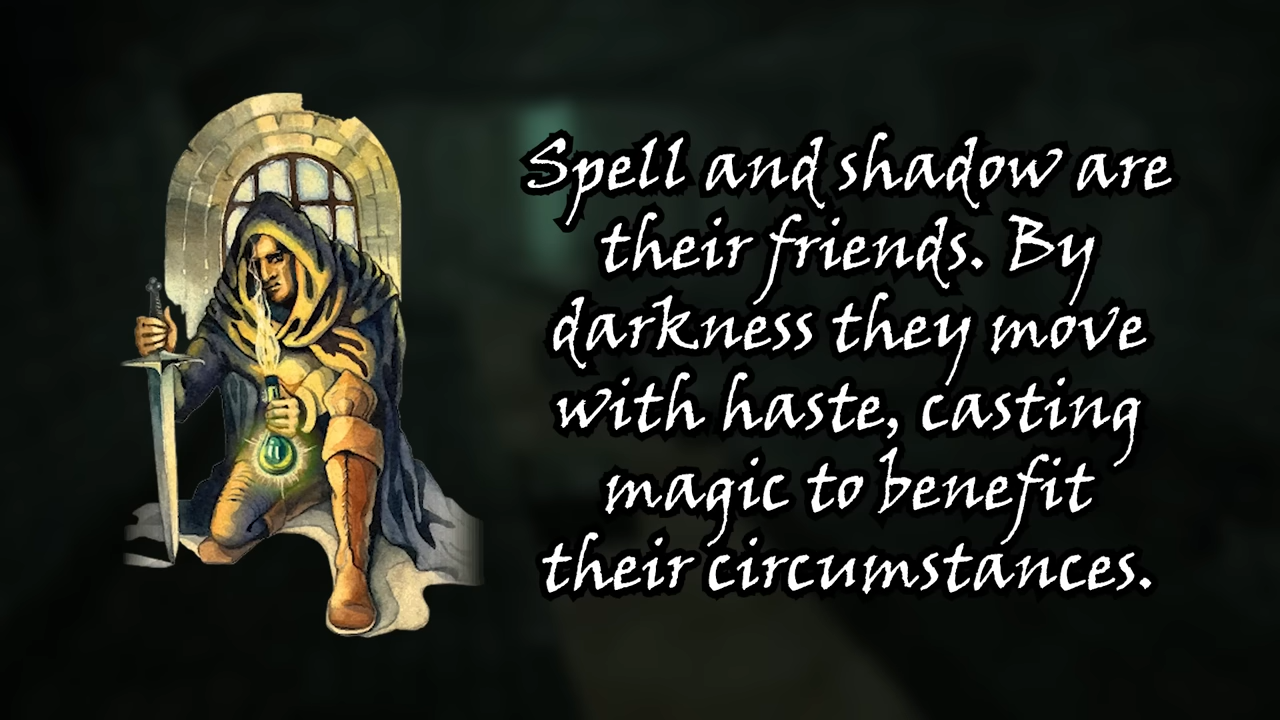 Spell and shadow are
their friends. By
darkness they move
with haste, casting
magic to benefit
their circumstances.